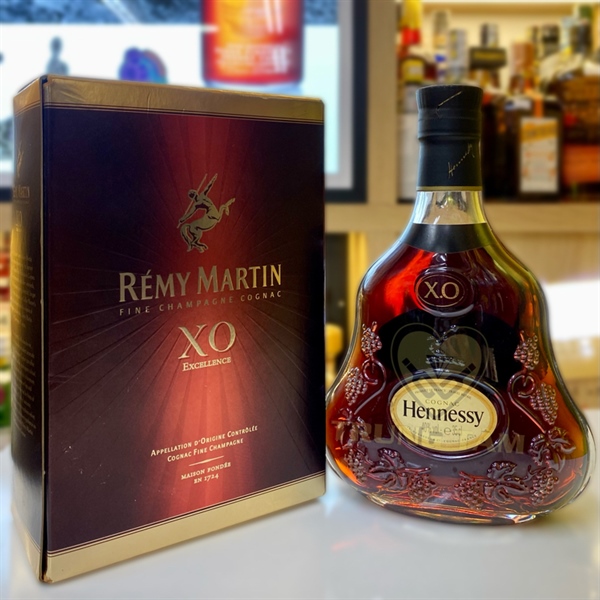 RÉMY MARTIN
FINE CHAMPAGNE COGNAC
XO
EXCELLENCE
APPELLATION D'ORIGINE CONTRÔLÉE
COGNAC FINE CHAMPAGNE
MAISON FONDÉE
EN 1724
Hennessy
X.O
COGNAC
Hennessy